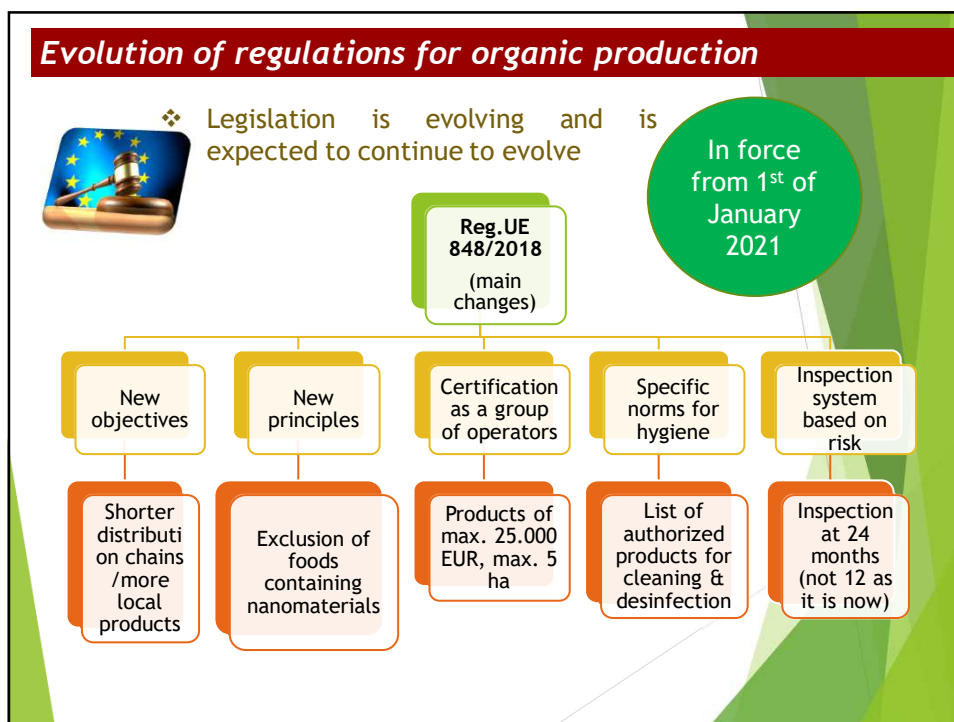 Evolution of regulations for organic production
❖ Legislation is evolving and is
expected to continue to evolve
In force
from 1st of
January
2021
Reg.UE
848/2018
(main
changes)
New
objectives
New
principles
Certification
as a group
of operators
Specific
norms for
hygiene
Inspection
system
based on
risk
Shorter
distributi
on chains
/more
local
products
Exclusion of
foods
containing
nanomaterials
Products of
max. 25.000
EUR, max. 5
ha
List of
authorized
products for
cleaning &
desinfection
Inspection
at 24
months
(not 12 as
it is now)